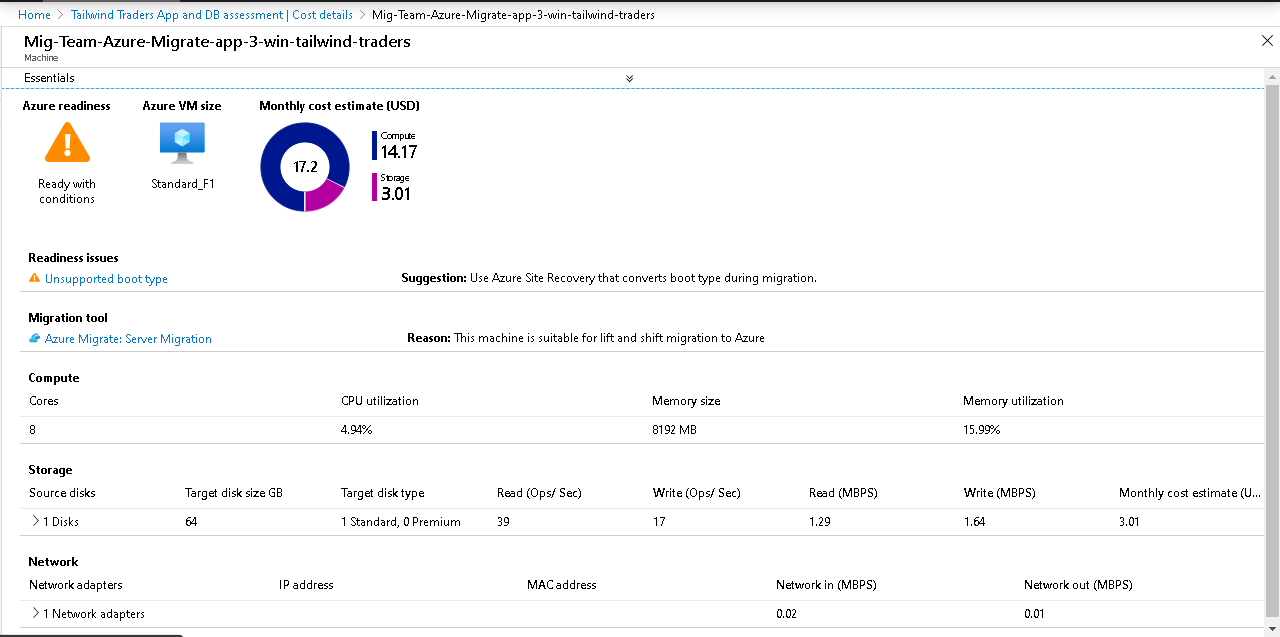 Home > Tailwind Traders App and DB assessment | Cost details > Mig-Team-Azure-Migrate-app-3-win-tailwind-traders
Mig-Team-Azure-Migrate-app-3-win-tailwind-traders
Machine
Essentials
Azure readiness Azure VM size Monthly cost estimate (USD)
Compute
14.17
17.2
Storage
3.01
Ready with Standard_F1
conditions
Readiness issues
Unsupported boot type Suggestion: Use Azure Site Recovery that converts boot type during migration.
Migration tool
Azure Migrate: Server Migration Reason: This machine is suitable for lift and shift migration to Azure
Compute
Cores CPU utilization Memory size Memory utilization
8 4.94% 8192 MB 15.99%
Storage
Source disks Target disk size GB Target disk type Read (Ops/ Sec) Write (Ops/ Sec) Read (MBPS) Write (MBPS) Monthly cost estimate (U...
1 Disks 64 1 Standard, 0 Premium 39 17 1.29 1.64 3.01
Network
Network adapters IP address MAC address Network in (MBPS) Network out (MBPS)
1 Network adapters 0.02 0.01